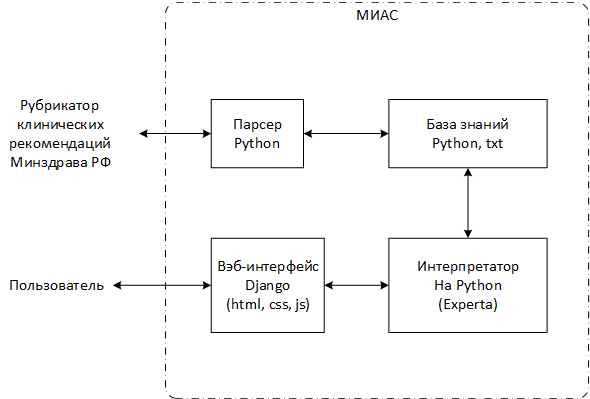 МИАС
Рубрикатор
клинических
рекомендаций
Минздрава РФ
Парсер
Python
База знаний
Python, txt
Пользователь
Вэб-интерфейс
Django
(html, css, js)
Интерпретатор
На Python
(Experta)